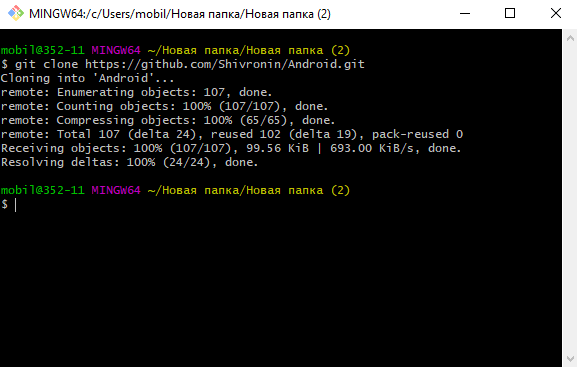 MINGW64:/c/Users/mobil/Новая папка/Новая папка (2)
mobil@352-11 MINGW64 ~/Новая папка/Новая папка (2)
$ git clone https://github.com/Shivronin/Android.git
Cloning into 'Android'...
remote: Enumerating objects: 107, done.
remote: Counting objects: 100% (107/107), done.
remote: Compressing objects: 100% (65/65), done.
remote: Total 107 (delta 24), reused 102 (delta 19), pack-reused 0
Receiving objects: 100% (107/107), 99.56 KiB | 693.00 KiB/s, done.
Resolving deltas: 100% (24/24), done.
mobil@352-11 MINGW64 ~/Новая папка/Новая папка (2)
$